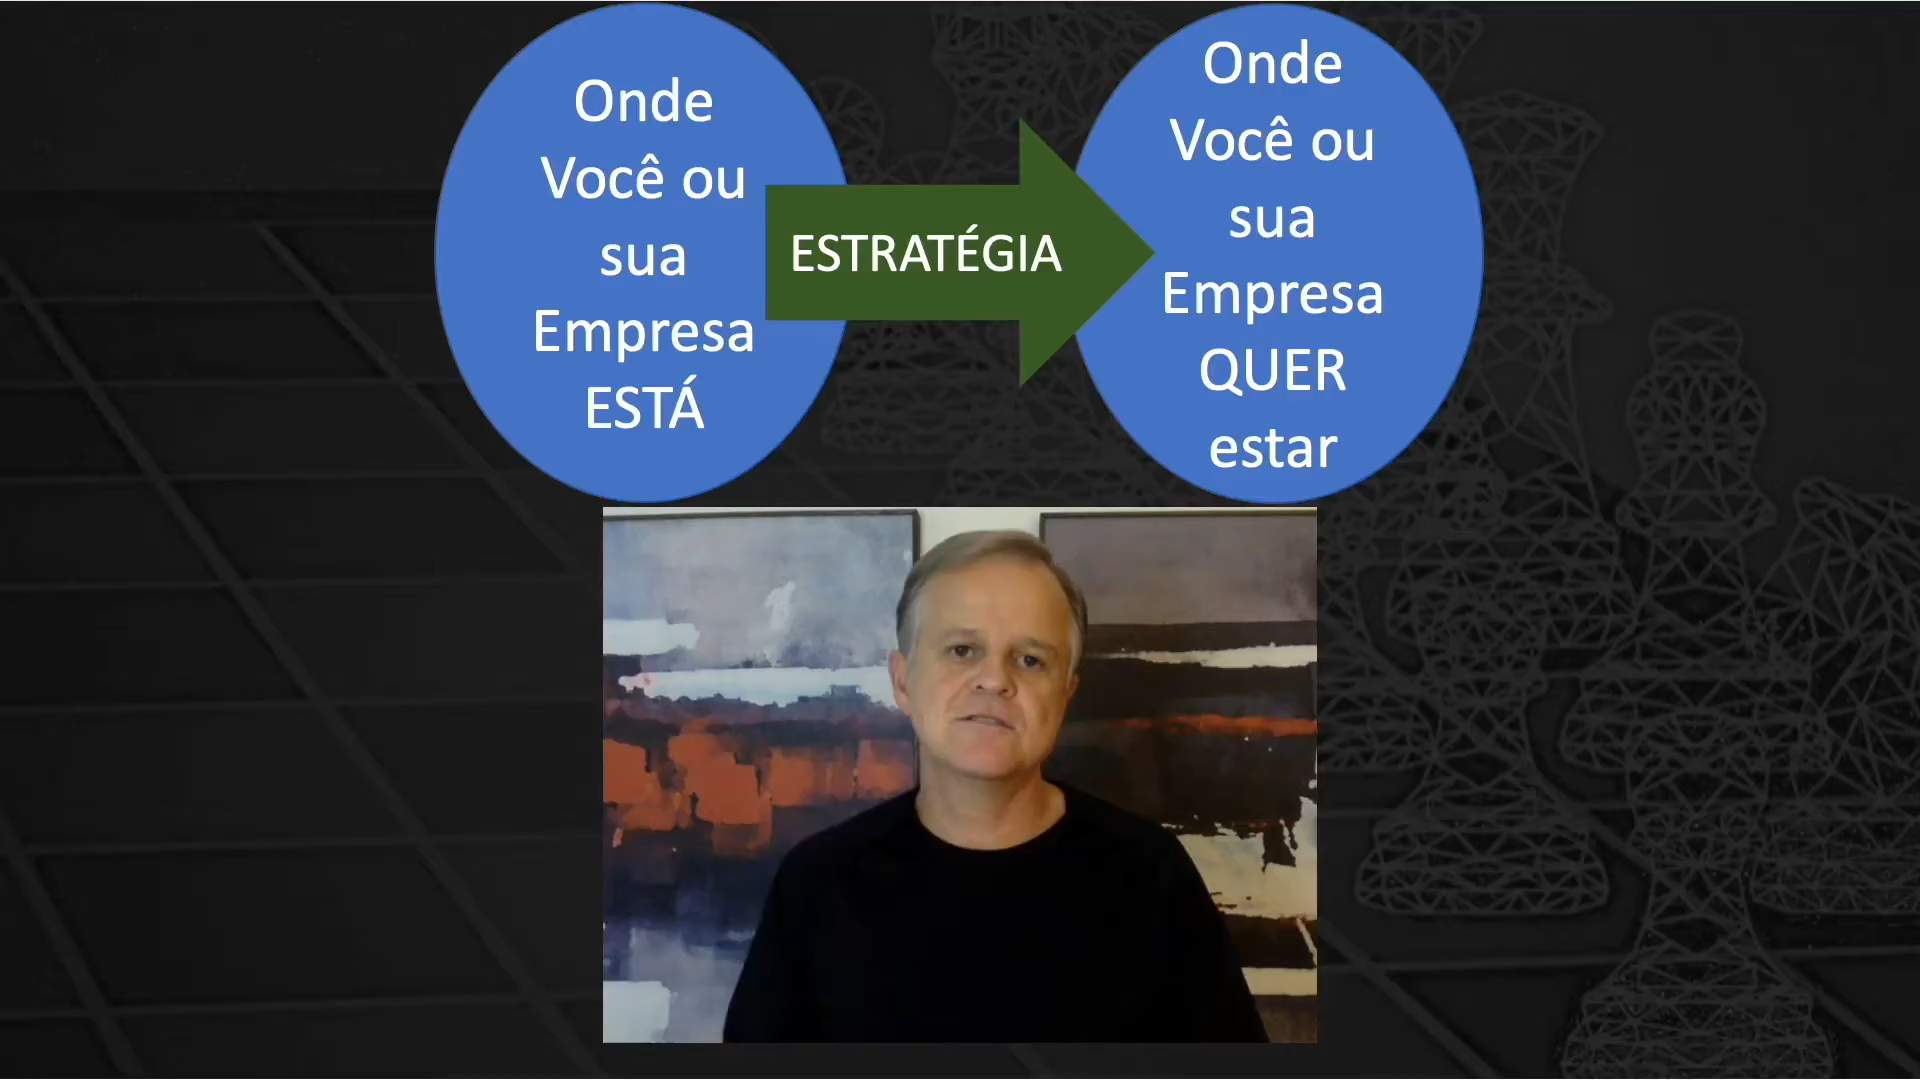 Onde
Você ou
sua
Empresa
ESTÁ
ESTRATÉGIA
Onde
Você ou
sua
Empresa
QUER
estar